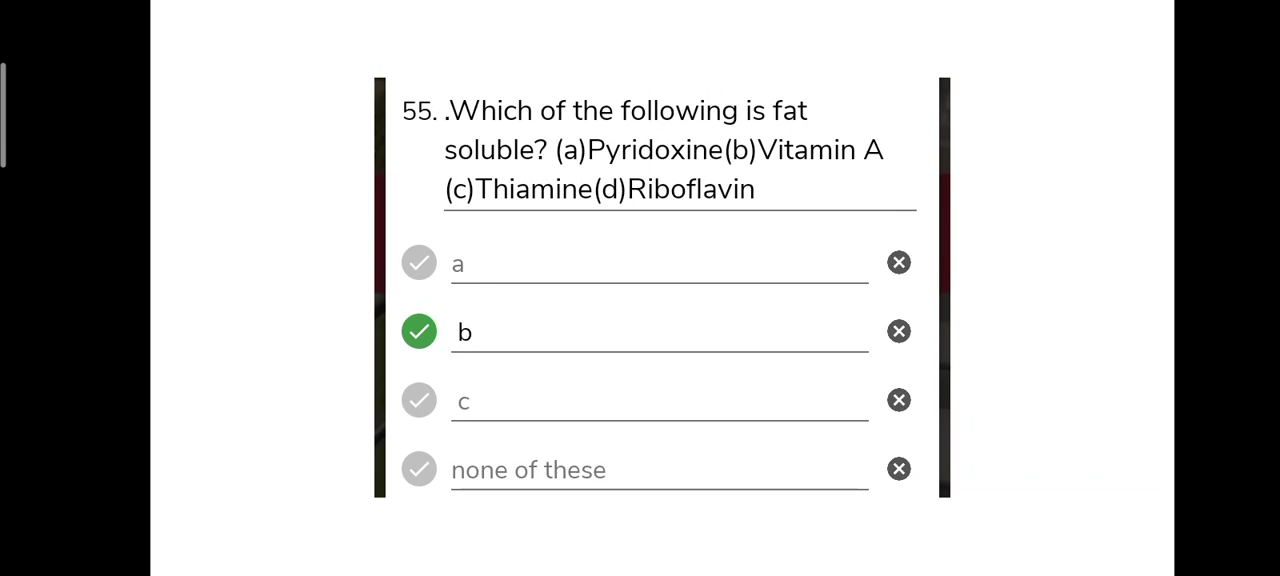 55. .Which of the following is fat
soluble? (a)Pyridoxine(b)Vitamin A
(c)Thiamine(d)Riboflavin
a
b
c
none of these